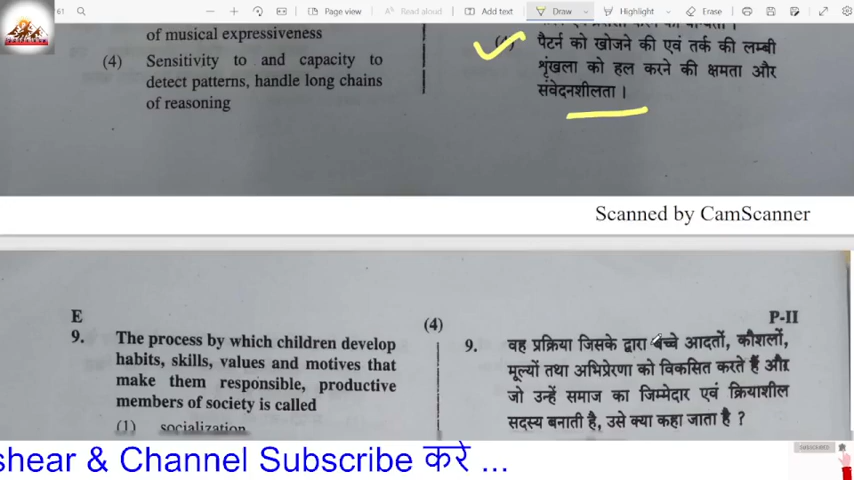 61
Page view
Read aloud
Add text
Draw
Highlight
Erase
of musical expressiveness
(4) Sensitivity to and capacity to
detect patterns, handle long chains
of reasoning
पैटर्न को खोजने की एवं तर्क की लम्बी
शृंखला को हल करने की क्षमता और
संवेदनशीलता ।
Scanned by CamScanner
E
(4)
P-II
9. The process by which children develop
habits, skills, values and motives that
make them responsible, productive
members of society is called
(1) socialization
9. वह प्रक्रिया जिसके द्वारा बच्चे आदतों, कौशलों,
मूल्यों तथा अभिप्रेरणा को विकसित करते हैं और
जो उन्हें समाज का जिम्मेदार एवं क्रियाशील
सदस्य बनाती है, उसे क्या कहा जाता है ?
shear & Channel Subscribe करे ...